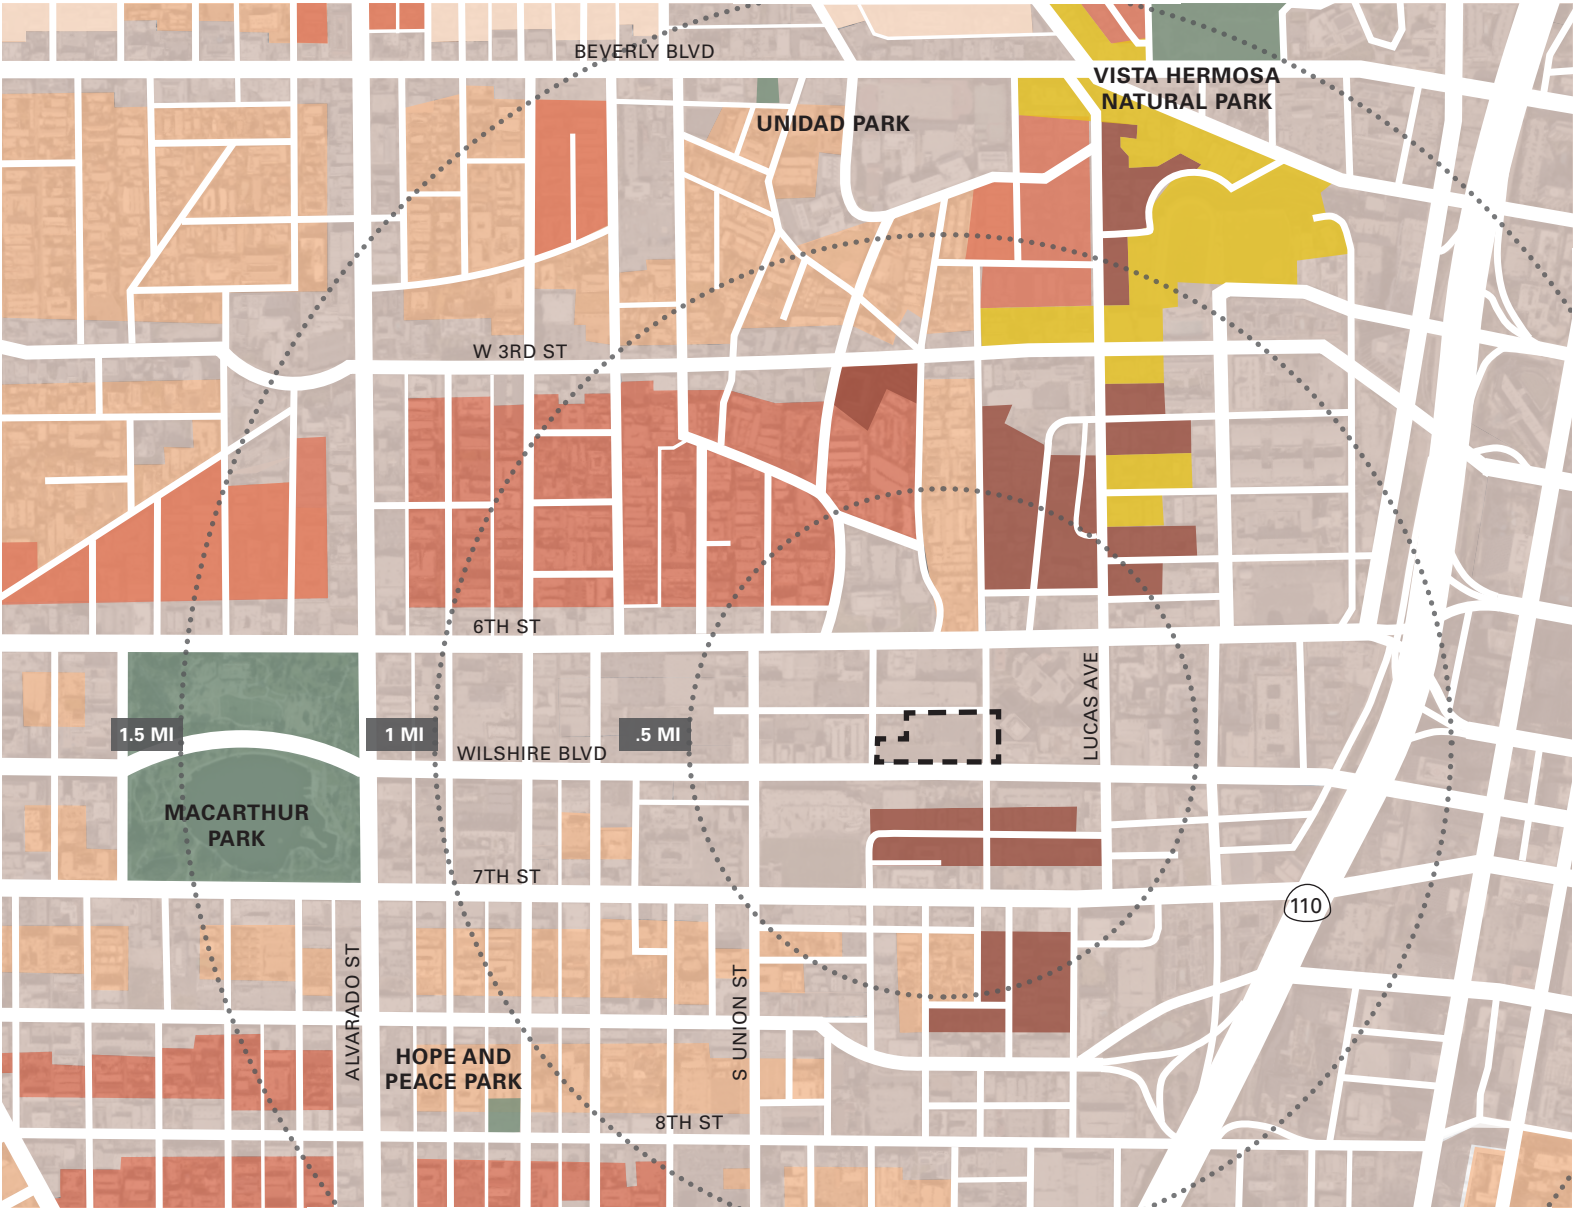 BEVERLY BLVD
VISTA HERMOSA
NATURAL PARK
UNIDAD PARK
W 3RD ST
6TH ST
LUCAS AVE
1.5 MI
1 MI
.5 MI
WILSHIRE BLVD
MACARTHUR
PARK
7TH ST
110
ALVARADO ST
S UNION ST
HOPE AND
PEACE PARK
8TH ST